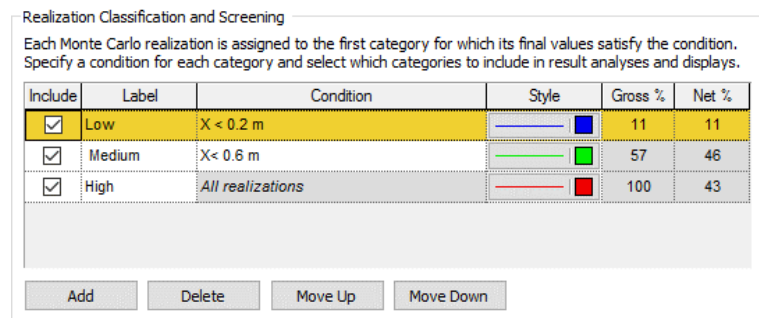 Realization Classification and Screening
Each Monte Carlo realization is assigned to the first category for which its final values satisfy the condition.
Specify a condition for each category and select which categories to include in result analyses and displays.
Include Label Condition Style Gross % Net %
Low X < 0.2 m 11 11
Medium X< 0.6 m 57 46
High All realizations 100 43
Add Delete Move Up Move Down